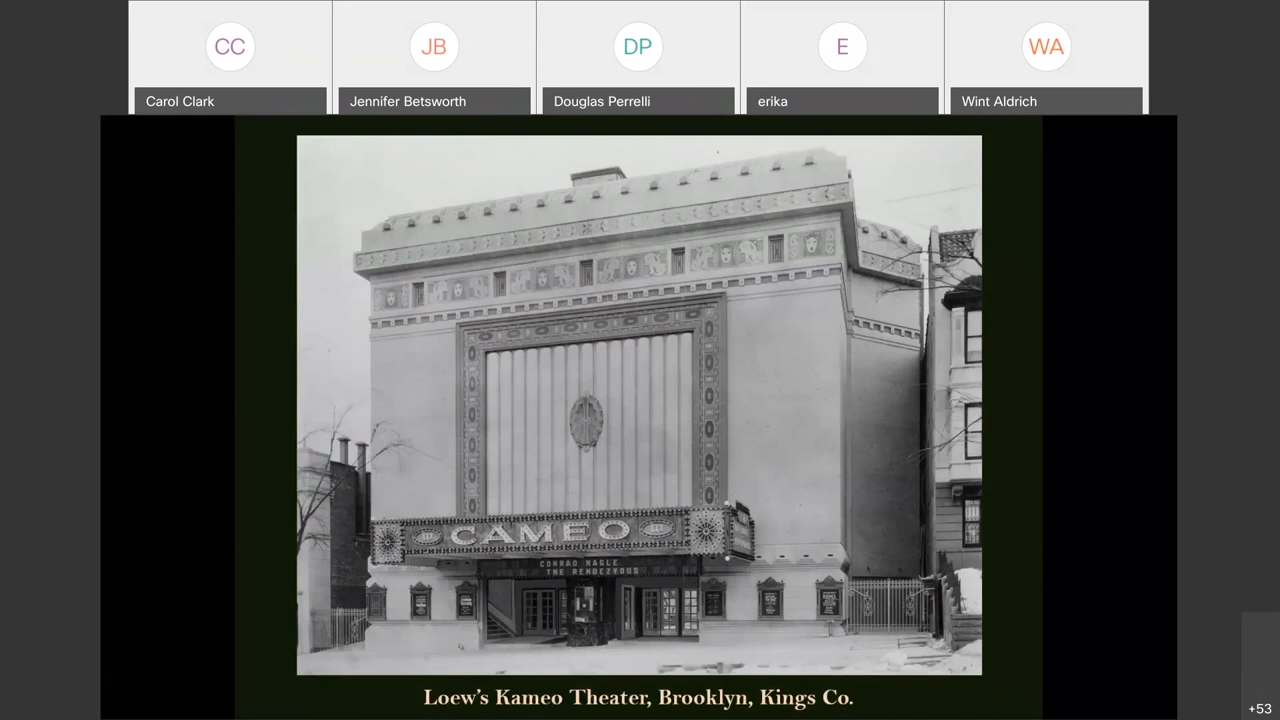 CC
JB
DP
E
WA
Carol Clark
Jennifer Betsworth
Douglas Perrelli
erika
Wint Aldrich
CAMEO
CONRAD NAGLE
THE RENDEZVOUS
Loew's Kameo Theater, Brooklyn, Kings Co.
+53